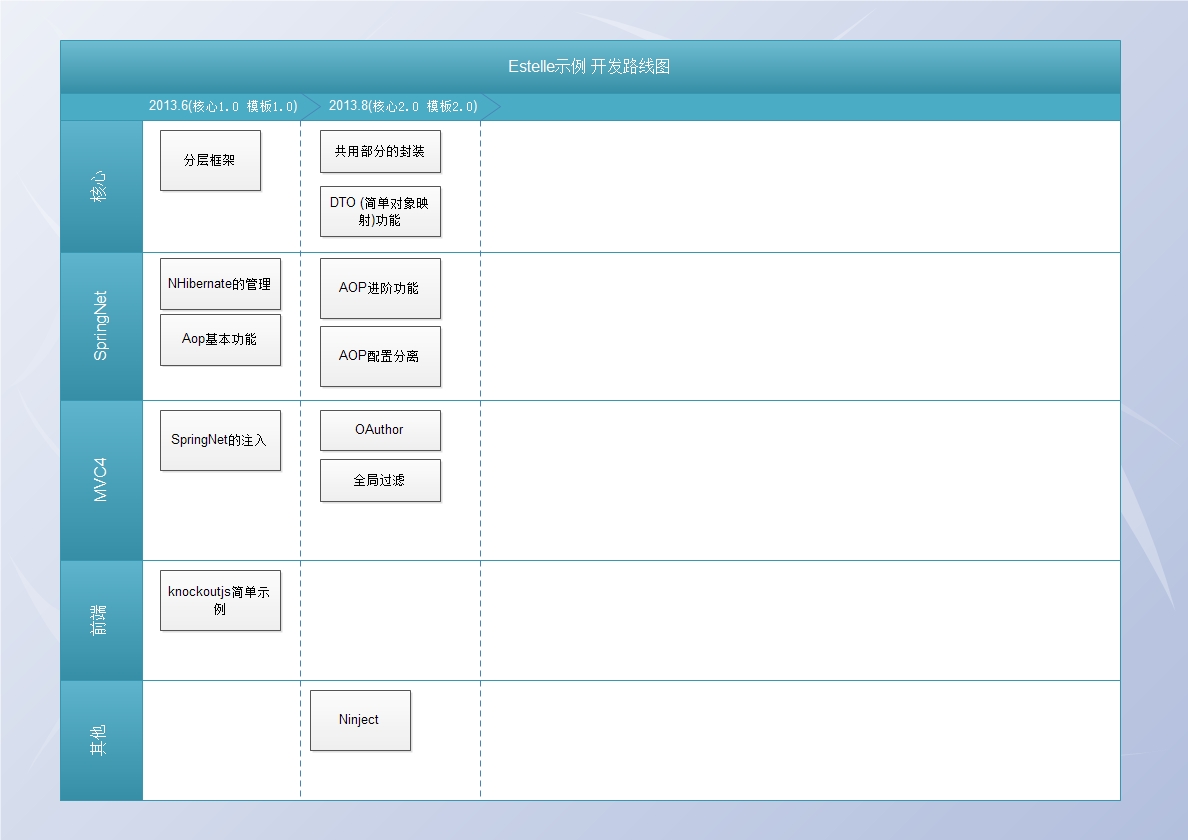 Estelle示例 开发路线图
2013.6(核心1.0 模板1.0)
2013.8(核心2.0 模板2.0)
核心
分层框架
共用部分的封装
DTO (简单对象映
射)功能
SpringNet
NHibernate的管理
Aop基本功能
AOP进阶功能
AOP配置分离
MVC4
SpringNet的注入
OAuthor
全局过滤
前端
knockoutjs简单示
例
其他
Ninject